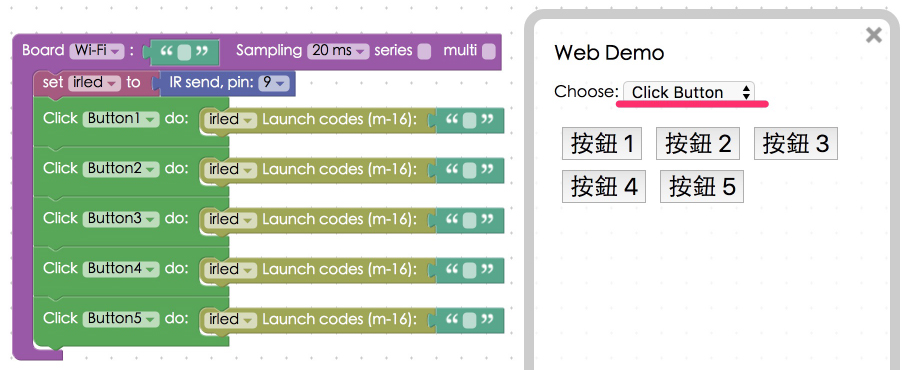 Board Wi-Fi : “ ” Sampling 20 ms series multi
set irled to IR send, pin: 9
Click Button1 do: irled Launch codes (m-16): “ ”
Click Button2 do: irled Launch codes (m-16): “ ”
Click Button3 do: irled Launch codes (m-16): “ ”
Click Button4 do: irled Launch codes (m-16): “ ”
Click Button5 do: irled Launch codes (m-16): “ ”
Web Demo
Choose: Click Button
按鈕 1 按鈕 2 按鈕 3
按鈕 4 按鈕 5